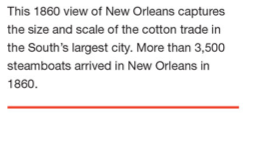 This 1860 view of New Orleans captures
the size and scale of the cotton trade in
the South's largest city. More than 3,500
steamboats arrived in New Orleans in
1860.